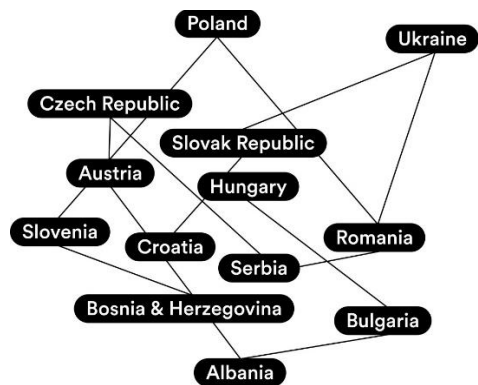 Poland
Ukraine
Czech Republic
Slovak Republic
Austria
Hungary
Slovenia
Croatia
Romania
Serbia
Bosnia & Herzegovina
Bulgaria
Albania